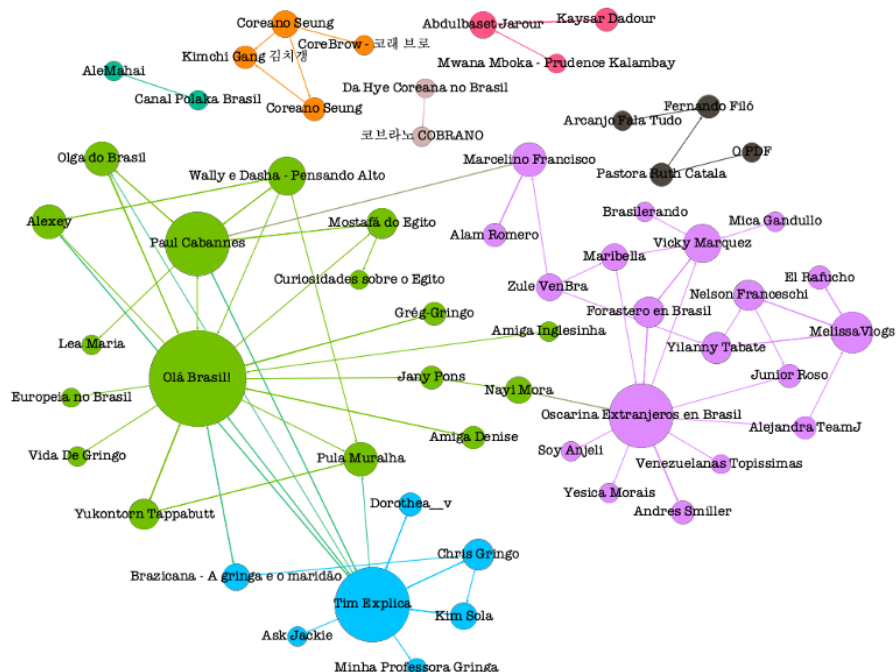 Coreano Seung
Abdulbaset Jarour
Kaysar Dadour
CoreBrow - 코래 브로
Kimchi Gang 김치갱
Mwana Mboka - Prudence Kalambay
AleMahai
Canal Polaka Brasil
Coreano Seung
Da Hye Coreana no Brasil
Fernando Filó
Arcanjo Fala Tudo
코브라노 COBRANO
O PDF
Olga do Brasil
Marcelino Francisco
Pastora Ruth Catala
Wally e Dasha - Pensando Alto
Alexey
Paul Cabannes
Mostafá do Egito
Alam Romero
Brasilerando
Mica Gandullo
Vicky Marquez
Maribella
Curiosidades sobre o Egito
Zule VenBra
El Rafucho
Nelson Franceschi
Grég-Gringo
Forastero en Brasil
Amiga Inglesinha
MelissaVlogs
Lea Maria
Yilanny Tabate
Olá Brasil!
Jany Pons
Nayi Mora
Junior Roso
Europeia no Brasil
Oscarina Extranjeros en Brasil
Alejandra TeamJ
Amiga Denise
Soy Anjeli
Vida De Gringo
Pula Muralha
Venezuelanas Topissimas
Yesica Morais
Andres Smiller
Yukontorn Tappabutt
Dorothea__v
Chris Gringo
Brazicana - A gringa e o maridão
Tim Explica
Kim Sola
Ask Jackie
Minha Professora Gringa